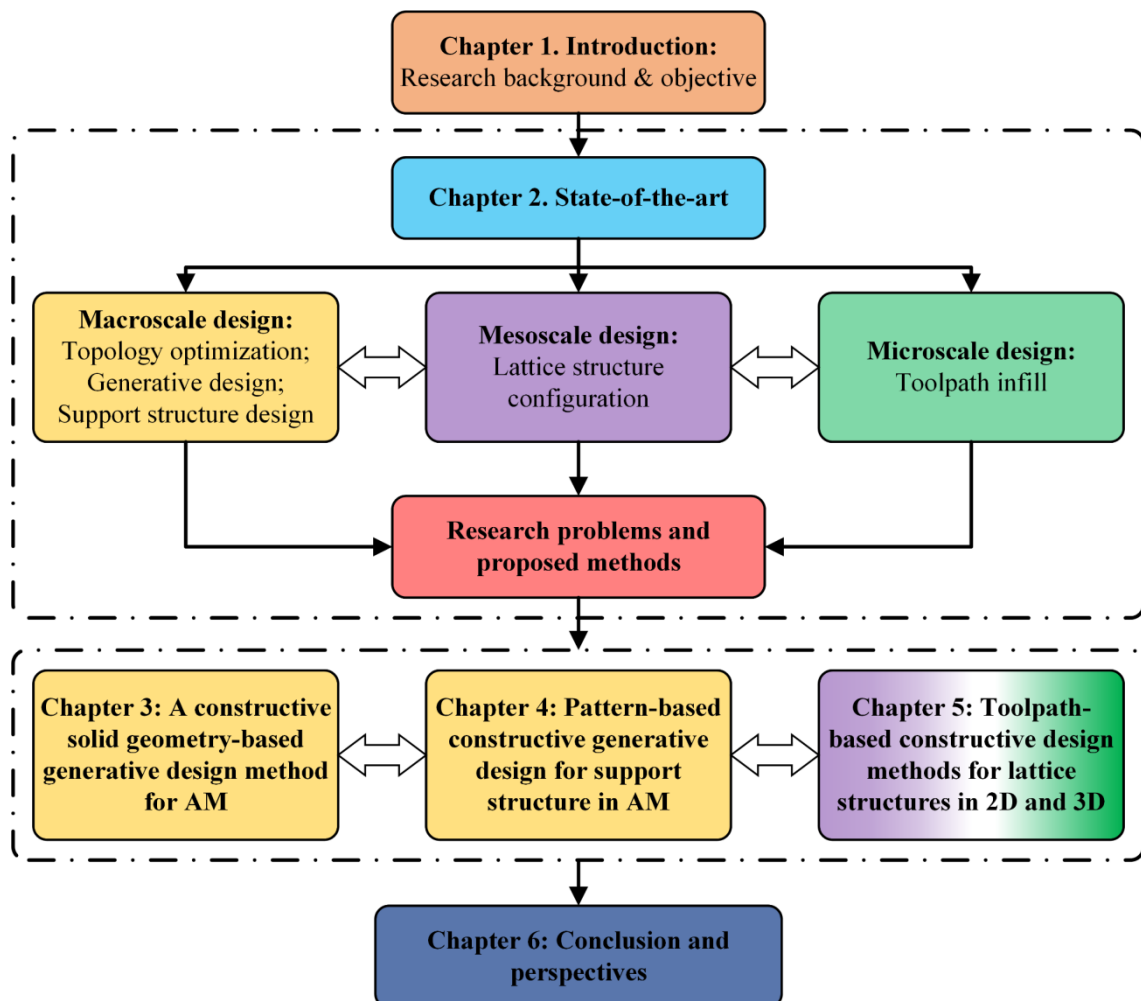 Chapter 1. Introduction:
Research background & objective
Chapter 2. State-of-the-art
Macroscale design:
Topology optimization;
Generative design;
Support structure design
Mesoscale design:
Lattice structure
configuration
Microscale design:
Toolpath infill
Research problems and
proposed methods
Chapter 3: A constructive
solid geometry-based
generative design method
for AM
Chapter 4: Pattern-based
constructive generative
design for support
structure in AM
Chapter 5: Toolpath-
based constructive design
methods for lattice
structures in 2D and 3D
Chapter 6: Conclusion and
perspectives